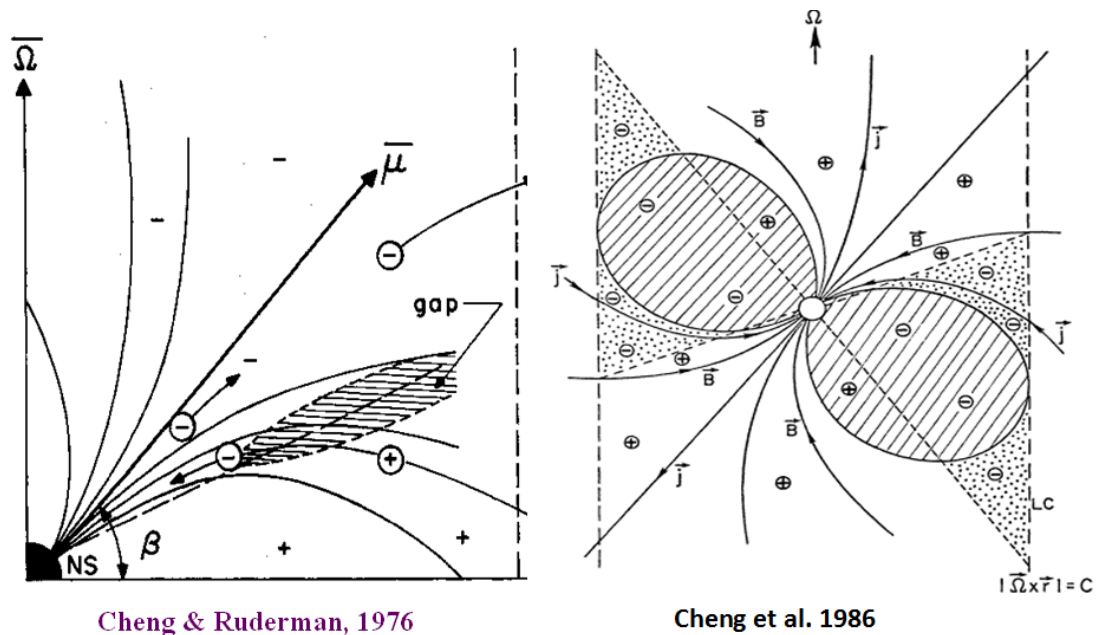 Ω
μ
-
-
-
-
gap
-
-
+
β
NS
+
+
Cheng & Ruderman, 1976
Ω
B
j
⊖
⊕
⊕
⊖
⊕
B
⊕
⊖
j
⊖
⊖
⊖
⊖
j
⊕
B
⊕
⊖
⊕
B
⊖
j
⊕
⊖
LC
|Ω x r| = C
Cheng et al. 1986